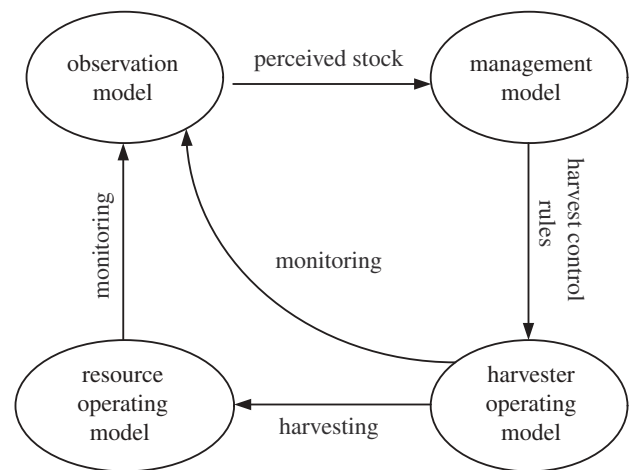 observation
model
perceived stock
management
model
monitoring
harvest control
rules
monitoring
resource
operating
model
harvesting
harvester
operating
model